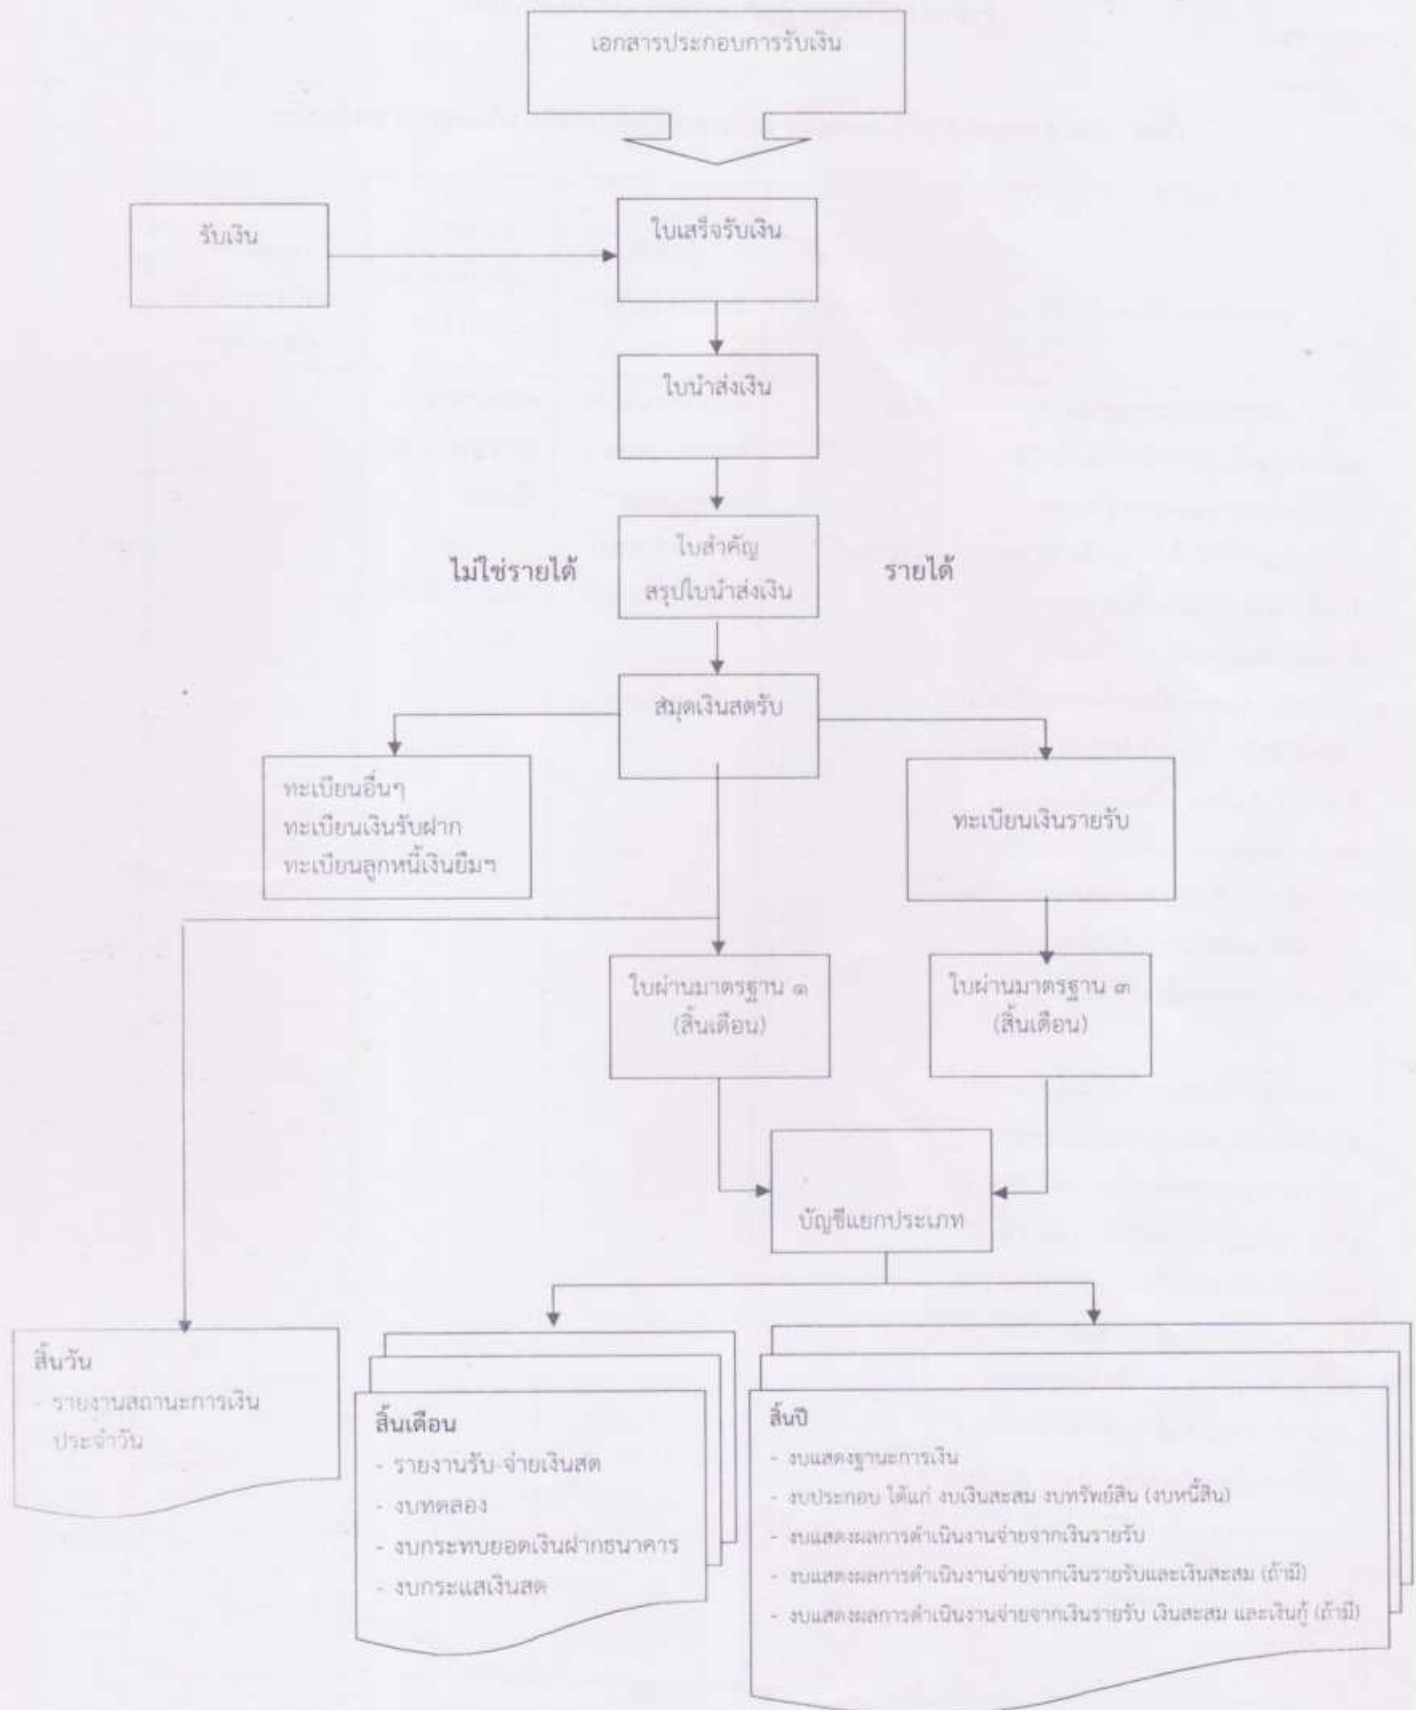 เอกสารประกอบการรับเงิน
รับเงิน
ใบเสร็จรับเงิน
ใบนำส่งเงิน
ไม่ใช่รายได้
ใบสำคัญ
สรุปใบนำส่งเงิน
รายได้
สมุดเงินสดรับ
ทะเบียนอื่นๆ
ทะเบียนเงินรับฝาก
ทะเบียนลูกหนี้เงินยืมฯ
ทะเบียนเงินรายรับ
ใบผ่านมาตรฐาน ๑
(สิ้นเดือน)
ใบผ่านมาตรฐาน ๓
(สิ้นเดือน)
บัญชีแยกประเภท
สิ้นวัน
- รายงานสถานะการเงิน
ประจำวัน
สิ้นเดือน
- รายงานรับ-จ่ายเงินสด
- งบทดลอง
- งบกระทบยอดเงินฝากธนาคาร
- งบกระแสเงินสด
สิ้นปี
- งบแสดงฐานะการเงิน
- งบประกอบ ได้แก่ งบเงินสะสม งบทรัพย์สิน (งบหนี้สิน)
- งบแสดงผลการดำเนินงานจ่ายจากเงินรายรับ
- งบแสดงผลการดำเนินงานจ่ายจากเงินรายรับและเงินสะสม (ถ้ามี)
- งบแสดงผลการดำเนินงานจ่ายจากเงินรายรับ เงินสะสม และเงินกู้ (ถ้ามี)